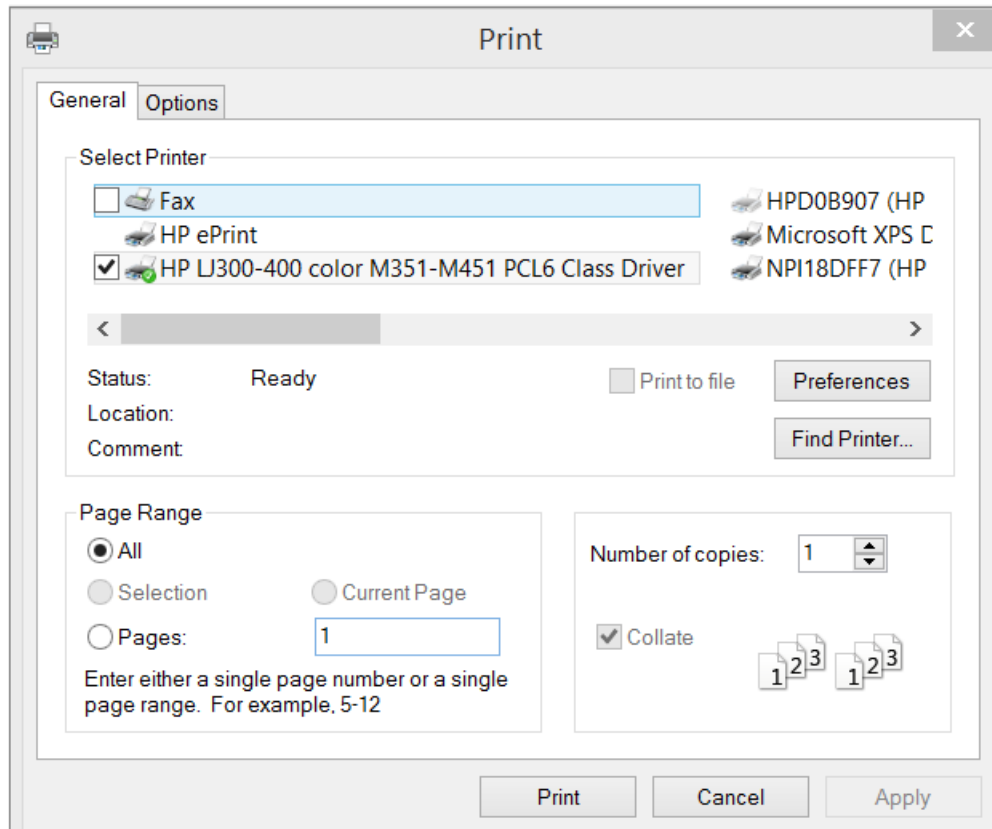 Print
General Options
Select Printer
Fax HPD0B907 (HP
HP ePrint Microsoft XPS D
HP LJ300-400 color M351-M451 PCL6 Class Driver NPI18DFF7 (HP
Status: Ready Print to file Preferences
Location:
Comment: Find Printer...
Page Range
All
Number of copies: 1
Selection Current Page
Pages: 1
Collate
1 2 3 1 2 3
Enter either a single page number or a single
page range. For example, 5-12
Print Cancel Apply